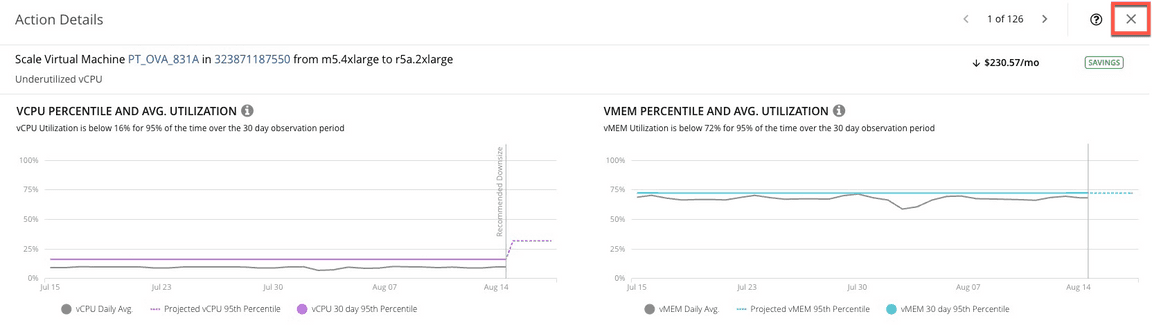 Action Details
1 of 126
Scale Virtual Machine PT_OVA_831A in 323871187550 from m5.4xlarge to r5a.2xlarge
$230.57/mo
SAVINGS
Underutilized vCPU
VCPU PERCENTILE AND AVG. UTILIZATION
vCPU Utilization is below 16% for 95% of the time over the 30 day observation period
100%
75%
50%
25%
0%
Recommended Downsize
Jul 15
Jul 23
Jul 30
Aug 07
Aug 14
vCPU Daily Avg.
Projected vCPU 95th Percentile
vCPU 30 day 95th Percentile
VMEM PERCENTILE AND AVG. UTILIZATION
vMEM Utilization is below 72% for 95% of the time over the 30 day observation period
100%
75%
50%
25%
0%
Jul 15
Jul 23
Jul 30
Aug 07
Aug 14
vMEM Daily Avg.
Projected vMEM 95th Percentile
vMEM 30 day 95th Percentile